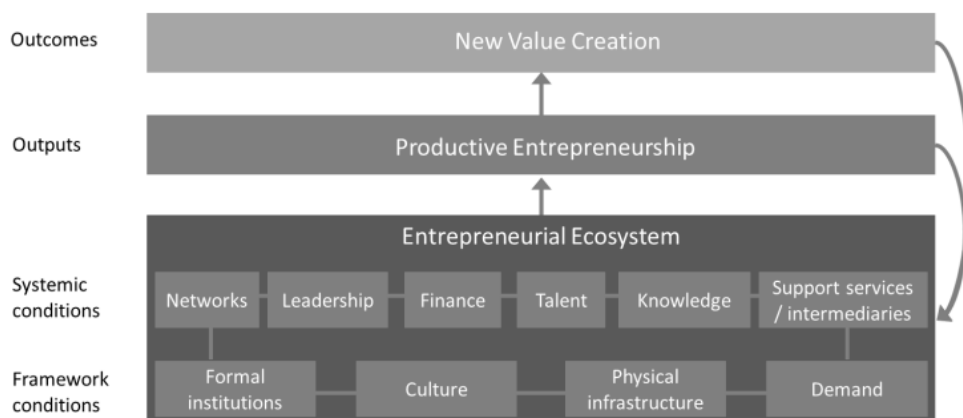 Outcomes
New Value Creation
Outputs
Productive Entrepreneurship
Entrepreneurial Ecosystem
Systemic
conditions
Networks
Leadership
Finance
Talent
Knowledge
Support services
/ intermediaries
Framework
conditions
Formal
institutions
Culture
Physical
infrastructure
Demand